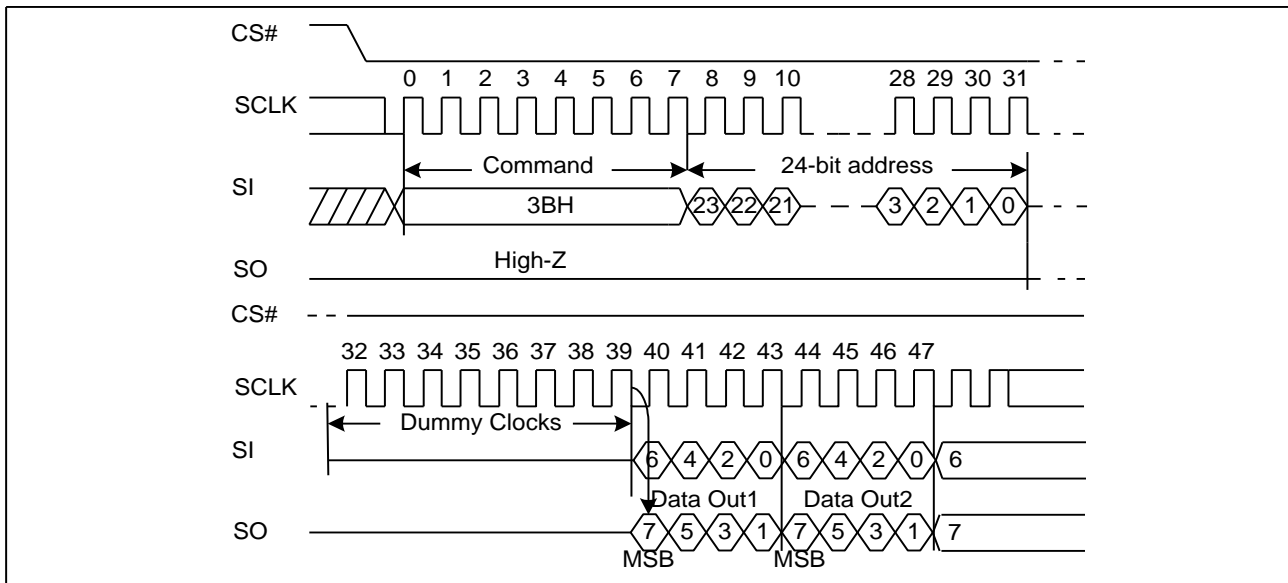 CS#
0 1 2 3 4 5 6 7 8 9 10 28 29 30 31
SCLK
Command 24-bit address
SI
3BH 23 22 21 3 2 1 0
High-Z
SO
CS#
32 33 34 35 36 37 38 39 40 41 42 43 44 45 46 47
SCLK
Dummy Clocks
SI
6 4 2 0 6 4 2 0 6
Data Out1 Data Out2
SO
7 5 3 1 7 5 3 1 7
MSB MSB